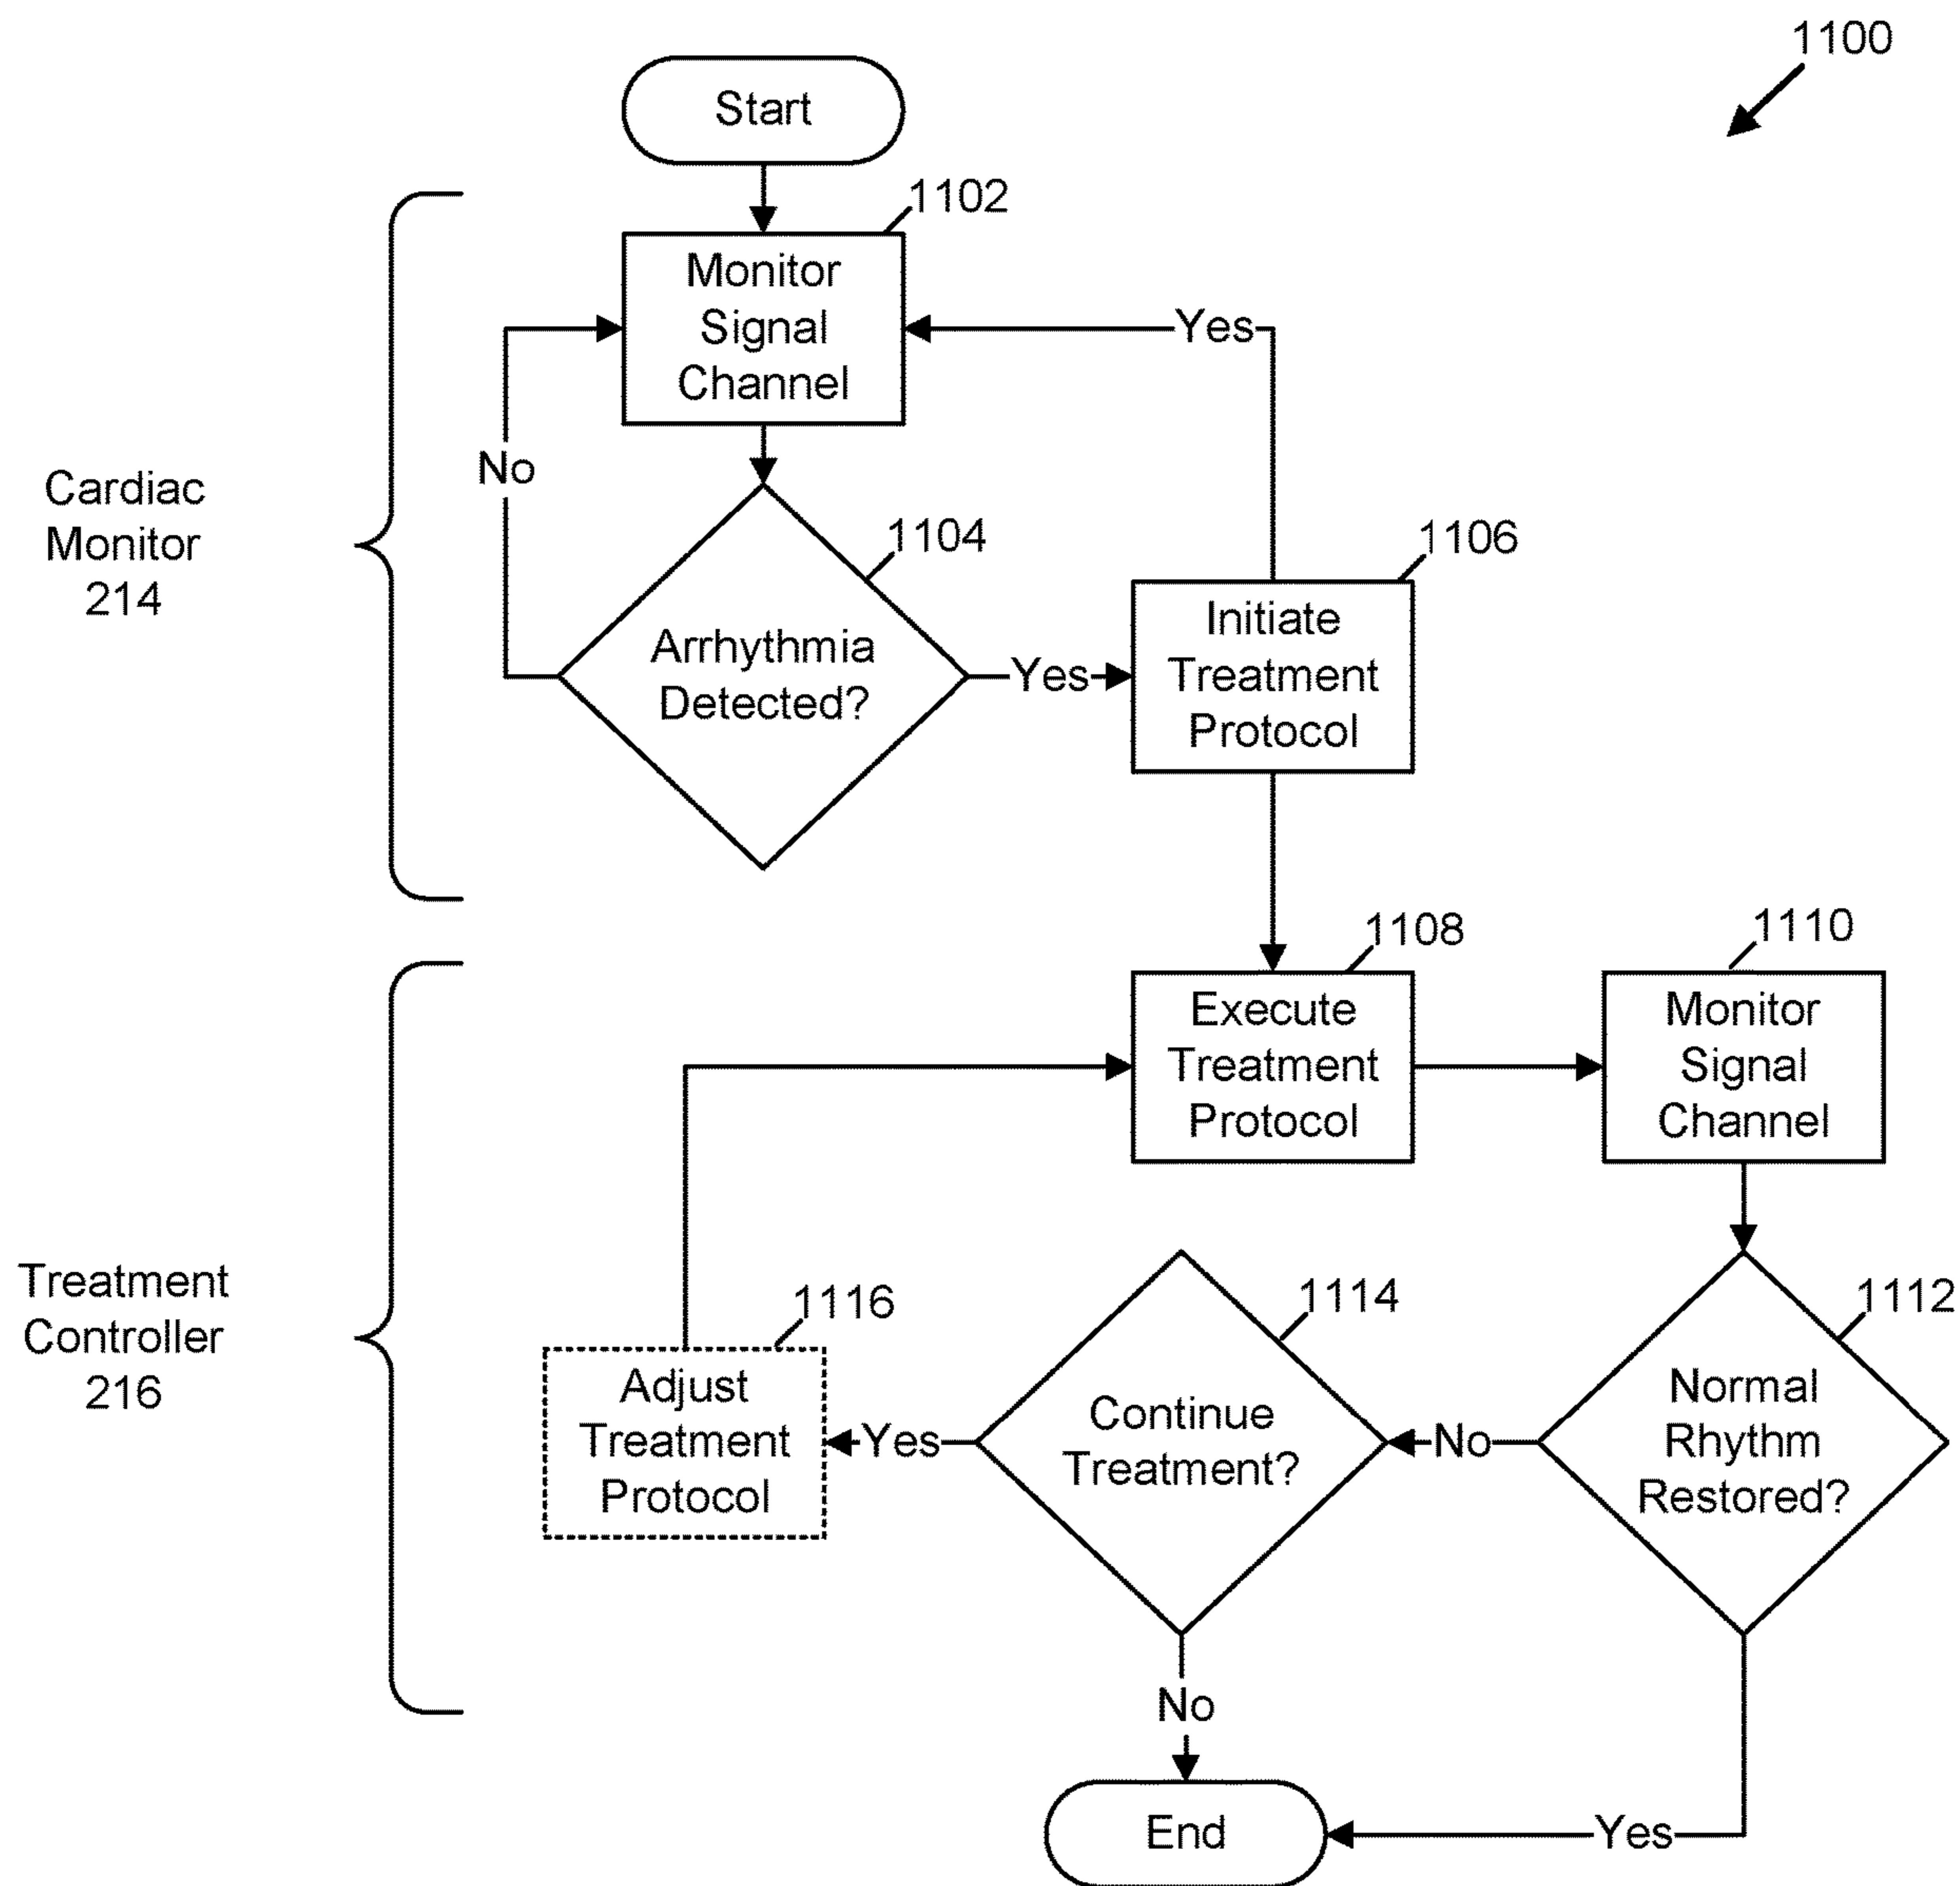 1100
Start
1102
Monitor
Signal
Channel
Yes
No
Cardiac
Monitor
214
1104
1106
Arrhythmia
Detected?
Yes
Initiate
Treatment
Protocol
1108
1110
Execute
Treatment
Protocol
Monitor
Signal
Channel
Treatment
Controller
216
1116
1114
1112
Adjust
Treatment
Protocol
Yes
Continue
Treatment?
No
Normal
Rhythm
Restored?
No
End
Yes